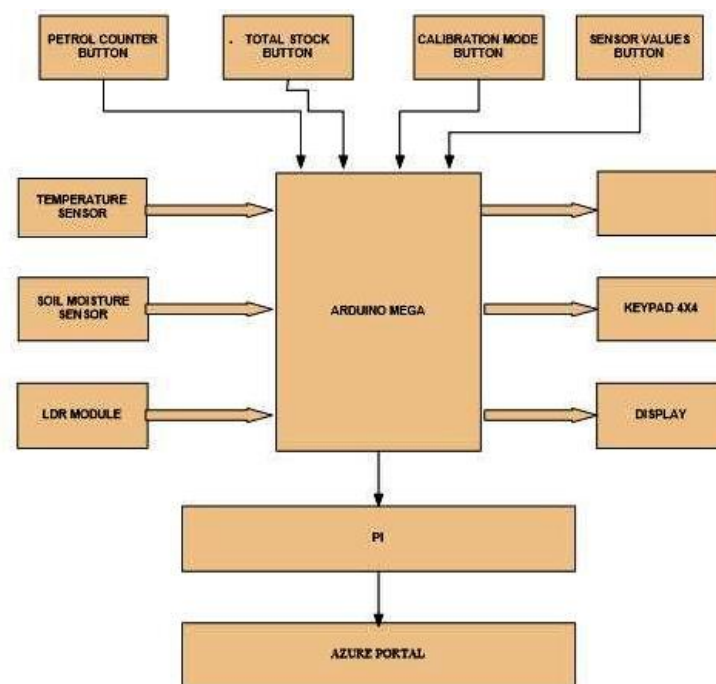 PETROL COUNTER
BUTTON
. TOTAL STOCK
BUTTON
CALIBRATION MODE
BUTTON
SENSOR VALUES
BUTTON
TEMPERATURE
SENSOR
SOIL MOISTURE
SENSOR
LDR MODULE
ARDUINO MEGA
KEYPAD 4X4
DISPLAY
PI
AZURE PORTAL